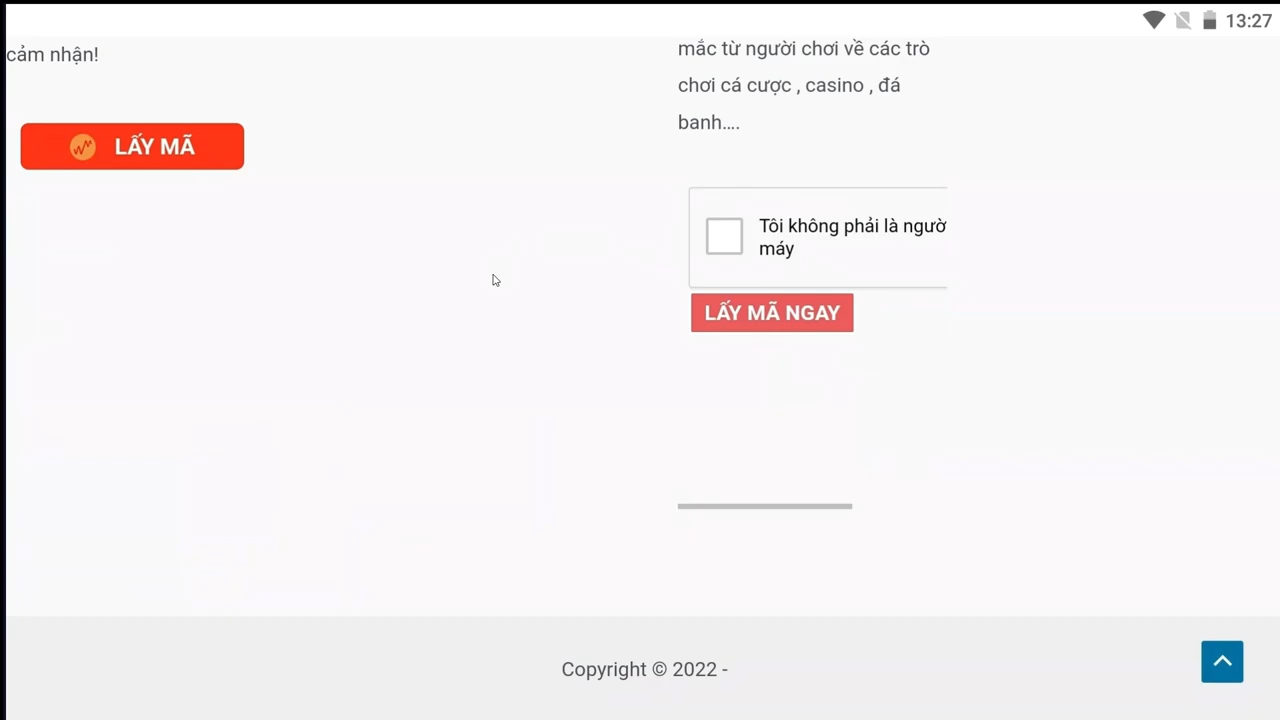 13:27
cảm nhận!
LẤY MÃ
mắc từ người chơi về các trò
chơi cá cược , casino , đá
banh....
Tôi không phải là ngườ
máy
LẤY MÃ NGAY
Copyright © 2022 -